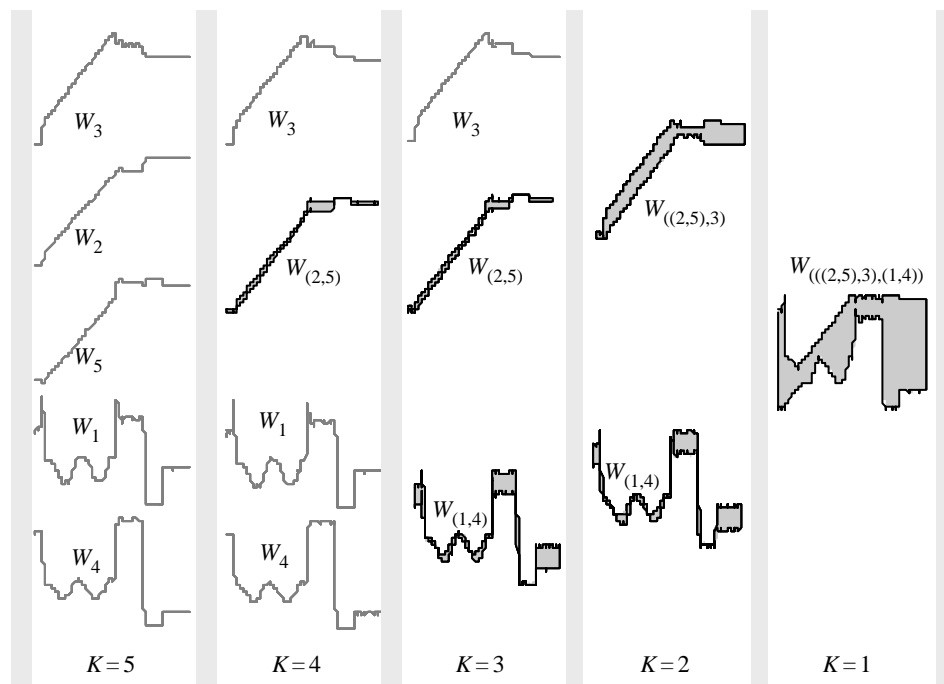 W3
W2
W5
W1
W4
K=5
W3
W(2,5)
W1
W4
K=4
W3
W(2,5)
W(1,4)
K=3
W((2,5),3)
W(1,4)
K=2
W(((2,5),3),(1,4))
K=1